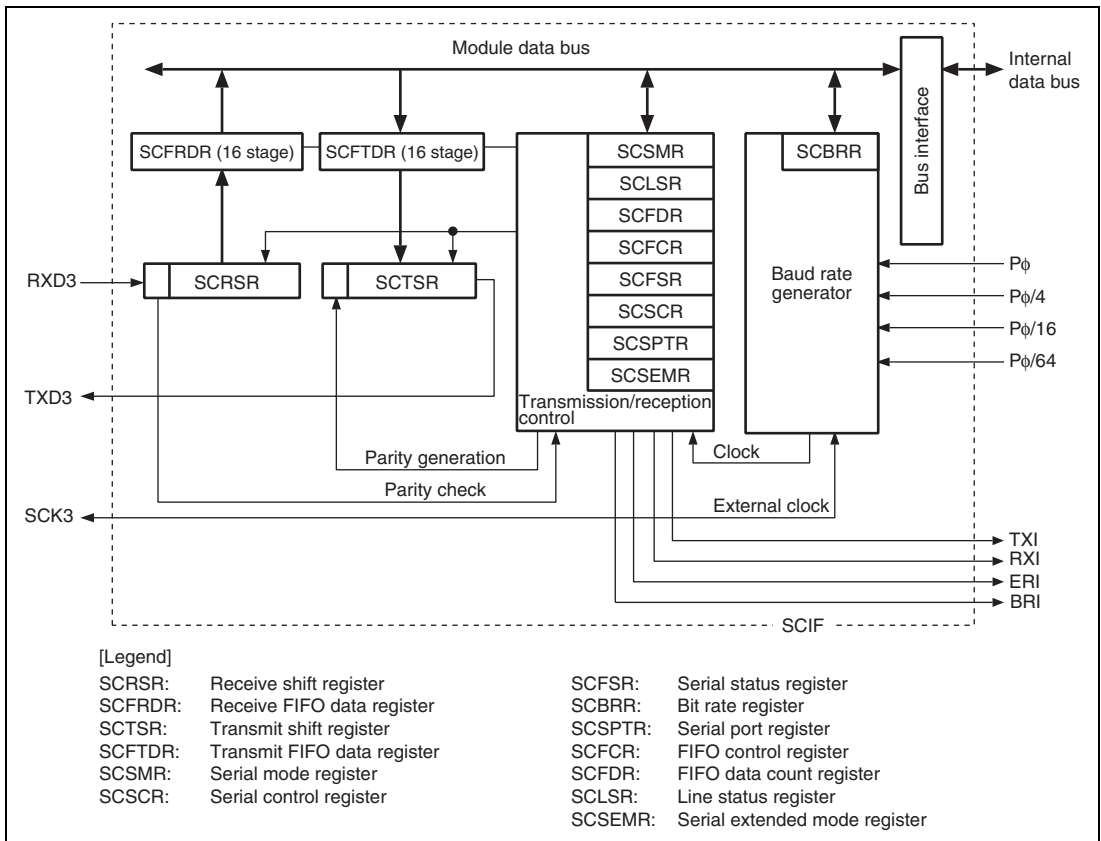 Module data bus
Internal
data bus
Bus interface
SCFRDR (16 stage)
SCFTDR (16 stage)
SCSMR
SCBRR
SCLSR
SCFDR
SCFCR
SCFSR
SCSCR
SCSPTR
SCSEMR
Transmission/reception
control
RXD3
SCRSR
SCTSR
Baud rate
generator
Pϕ
Pϕ/4
Pϕ/16
Pϕ/64
TXD3
Parity generation
Clock
Parity check
SCK3
External clock
TXI
RXI
ERI
BRI
SCIF
[Legend]
SCRSR: Receive shift register
SCFRDR: Receive FIFO data register
SCTSR: Transmit shift register
SCFTDR: Transmit FIFO data register
SCSMR: Serial mode register
SCSCR: Serial control register
SCFSR: Serial status register
SCBRR: Bit rate register
SCSPTR: Serial port register
SCFCR: FIFO control register
SCFDR: FIFO data count register
SCLSR: Line status register
SCSEMR: Serial extended mode register